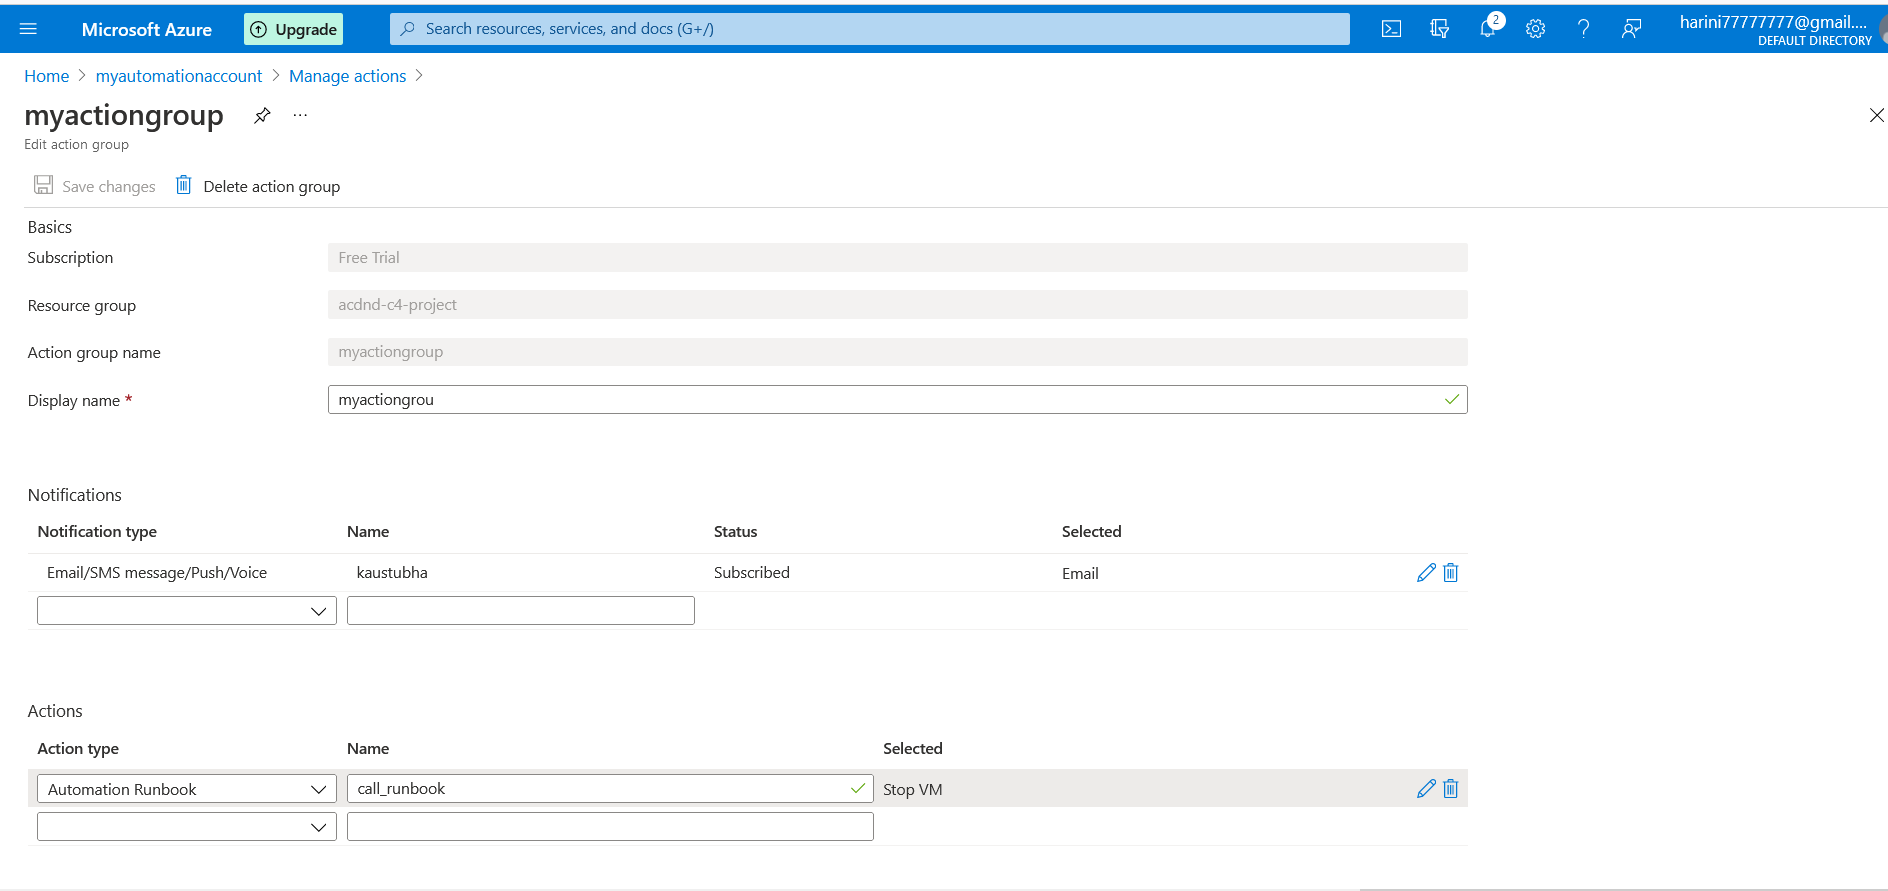 Microsoft Azure Upgrade Search resources, services, and docs (G+/) 2 harini77777777@gmail....
DEFAULT DIRECTORY
Home > myautomationaccount > Manage actions >
myactiongroup ...
Edit action group
Save changes Delete action group
Basics
Subscription Free Trial
Resource group acdnd-c4-project
Action group name myactiongroup
Display name * myactiongrou
Notifications
Notification type Name Status Selected
Email/SMS message/Push/Voice kaustubha Subscribed Email
Actions
Action type Name Selected
Automation Runbook call_runbook Stop VM